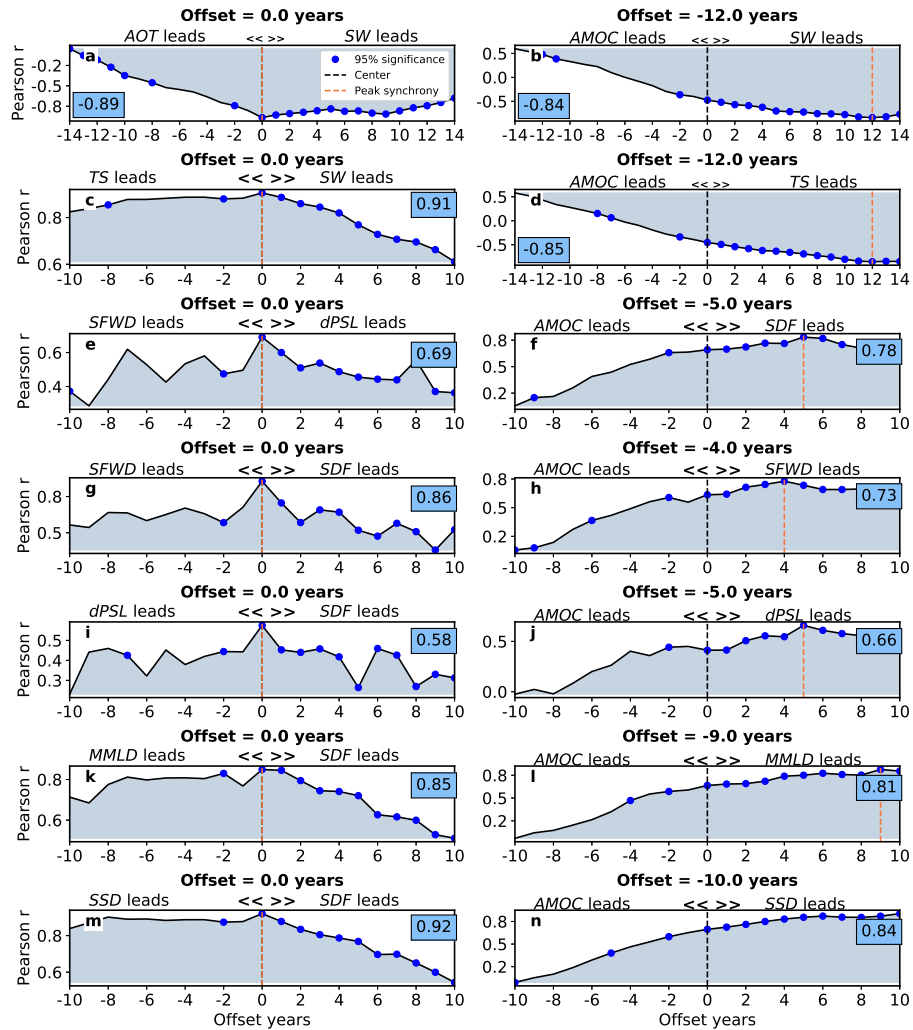 Offset = 0.0 years
AOT leads << >> SW leads
a
95% significance
Center
Peak synchrony
-0.89
Pearson r
-0.2
-0.4
-0.6
-0.8
-14 -12 -10 -8 -6 -4 -2 0 2 4 6 8 10 12 14
Offset = -12.0 years
AMOC leads << >> SW leads
b
-0.84
0.5
0.0
-0.5
-14 -12 -10 -8 -6 -4 -2 0 2 4 6 8 10 12 14
Offset = 0.0 years
TS leads << >> SW leads
c
0.91
Pearson r
0.8
0.6
-10 -8 -6 -4 -2 0 2 4 6 8 10
Offset = -12.0 years
AMOC leads << >> TS leads
d
-0.85
0.5
0.0
-0.5
-14 -12 -10 -8 -6 -4 -2 0 2 4 6 8 10 12 14
Offset = 0.0 years
SFWD leads << >> dPSL leads
e
0.69
Pearson r
0.6
0.4
-10 -8 -6 -4 -2 0 2 4 6 8 10
Offset = -5.0 years
AMOC leads << >> SDF leads
f
0.78
0.8
0.5
0.2
-10 -8 -6 -4 -2 0 2 4 6 8 10
Offset = 0.0 years
SFWD leads << >> SDF leads
g
0.86
Pearson r
0.8
0.5
-10 -8 -6 -4 -2 0 2 4 6 8 10
Offset = -4.0 years
AMOC leads << >> SFWD leads
h
0.73
0.8
0.5
0.2
-10 -8 -6 -4 -2 0 2 4 6 8 10
Offset = 0.0 years
dPSL leads << >> SDF leads
i
0.58
Pearson r
0.5
0.4
0.3
-10 -8 -6 -4 -2 0 2 4 6 8 10
Offset = -5.0 years
AMOC leads << >> dPSL leads
j
0.66
0.5
0.0
-10 -8 -6 -4 -2 0 2 4 6 8 10
Offset = 0.0 years
MMLD leads << >> SDF leads
k
0.85
Pearson r
0.8
0.6
-10 -8 -6 -4 -2 0 2 4 6 8 10
Offset = -9.0 years
AMOC leads << >> MMLD leads
l
0.81
0.8
0.5
0.2
-10 -8 -6 -4 -2 0 2 4 6 8 10
Offset = 0.0 years
SSD leads << >> SDF leads
m
0.92
Pearson r
0.8
0.6
-10 -8 -6 -4 -2 0 2 4 6 8 10
Offset years
Offset = -10.0 years
AMOC leads << >> SSD leads
n
0.84
0.8
0.5
0.2
-10 -8 -6 -4 -2 0 2 4 6 8 10
Offset years